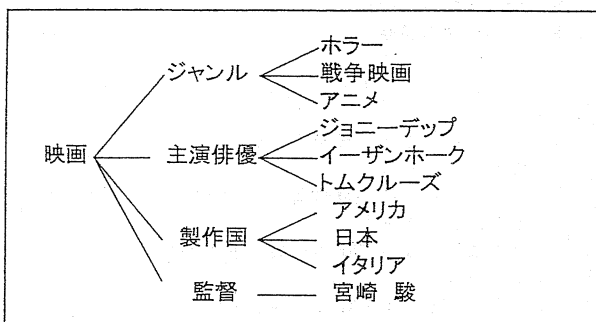 ホラー
ジャンル 戦争映画
アニメ
ジョニーデップ
映画 主演俳優 イーザンホーク
トムクルーズ
アメリカ
製作国 日本
イタリア
監督 宮崎 駿